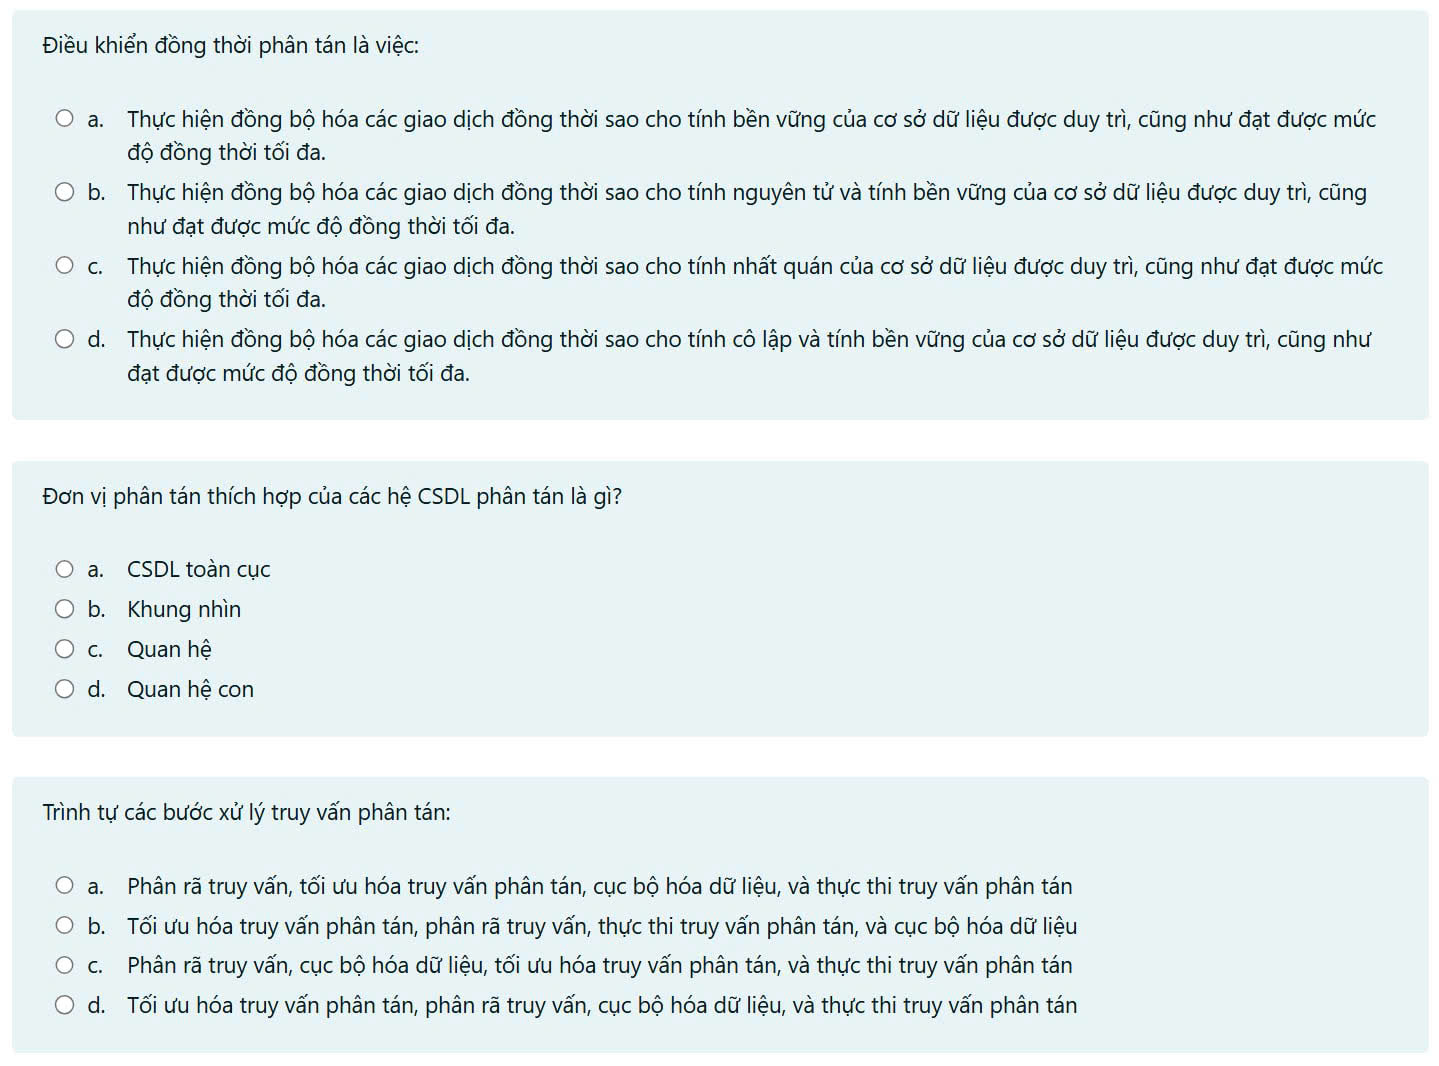 Điều khiển đồng thời phân tán là việc:
a. Thực hiện đồng bộ hóa các giao dịch đồng thời sao cho tính bền vững của cơ sở dữ liệu được duy trì, cũng như đạt được mức
độ đồng thời tối đa.
b. Thực hiện đồng bộ hóa các giao dịch đồng thời sao cho tính nguyên tử và tính bền vững của cơ sở dữ liệu được duy trì, cũng
như đạt được mức độ đồng thời tối đa.
c. Thực hiện đồng bộ hóa các giao dịch đồng thời sao cho tính nhất quán của cơ sở dữ liệu được duy trì, cũng như đạt được mức
độ đồng thời tối đa.
d. Thực hiện đồng bộ hóa các giao dịch đồng thời sao cho tính cô lập và tính bền vững của cơ sở dữ liệu được duy trì, cũng như
đạt được mức độ đồng thời tối đa.
Đơn vị phân tán thích hợp của các hệ CSDL phân tán là gì?
a. CSDL toàn cục
b. Khung nhìn
c. Quan hệ
d. Quan hệ con
Trình tự các bước xử lý truy vấn phân tán:
a. Phân rã truy vấn, tối ưu hóa truy vấn phân tán, cục bộ hóa dữ liệu, và thực thi truy vấn phân tán
b. Tối ưu hóa truy vấn phân tán, phân rã truy vấn, thực thi truy vấn phân tán, và cục bộ hóa dữ liệu
c. Phân rã truy vấn, cục bộ hóa dữ liệu, tối ưu hóa truy vấn phân tán, và thực thi truy vấn phân tán
d. Tối ưu hóa truy vấn phân tán, phân rã truy vấn, cục bộ hóa dữ liệu, và thực thi truy vấn phân tán